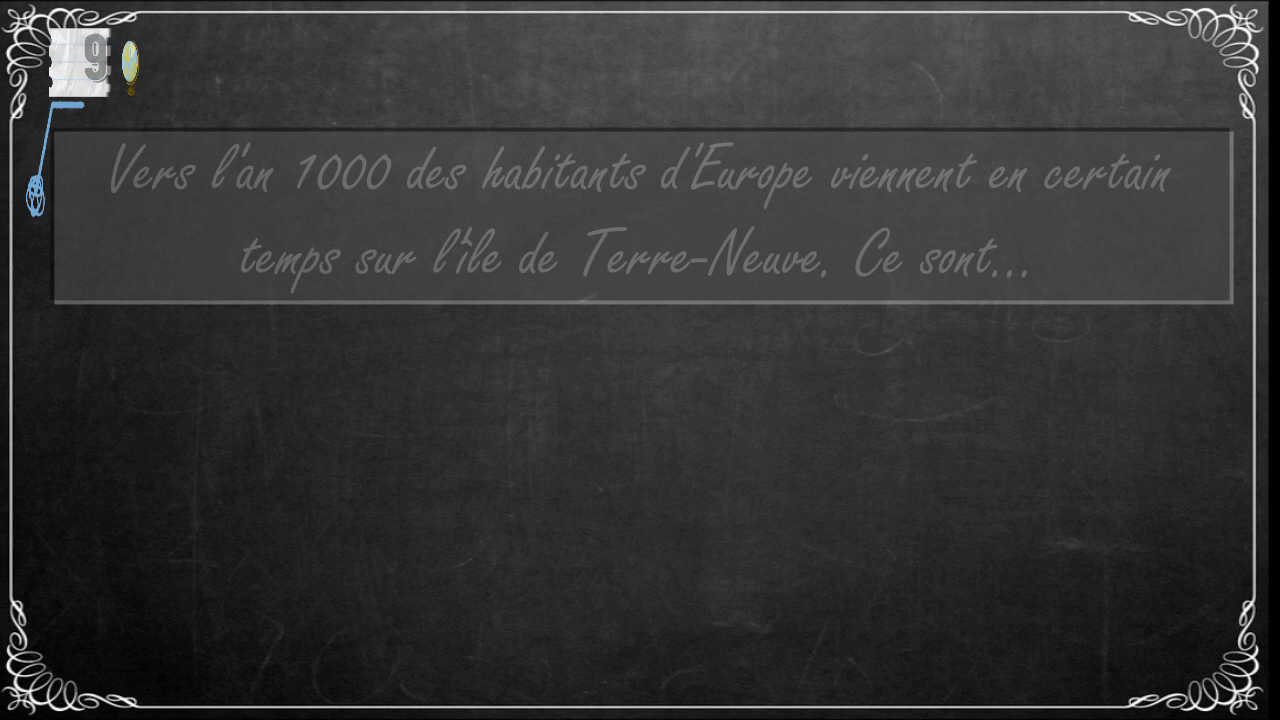 9
Vers l'an 1000 des habitants d'Europe viennent en certain
temps sur l'île de Terre-Neuve. Ce sont...